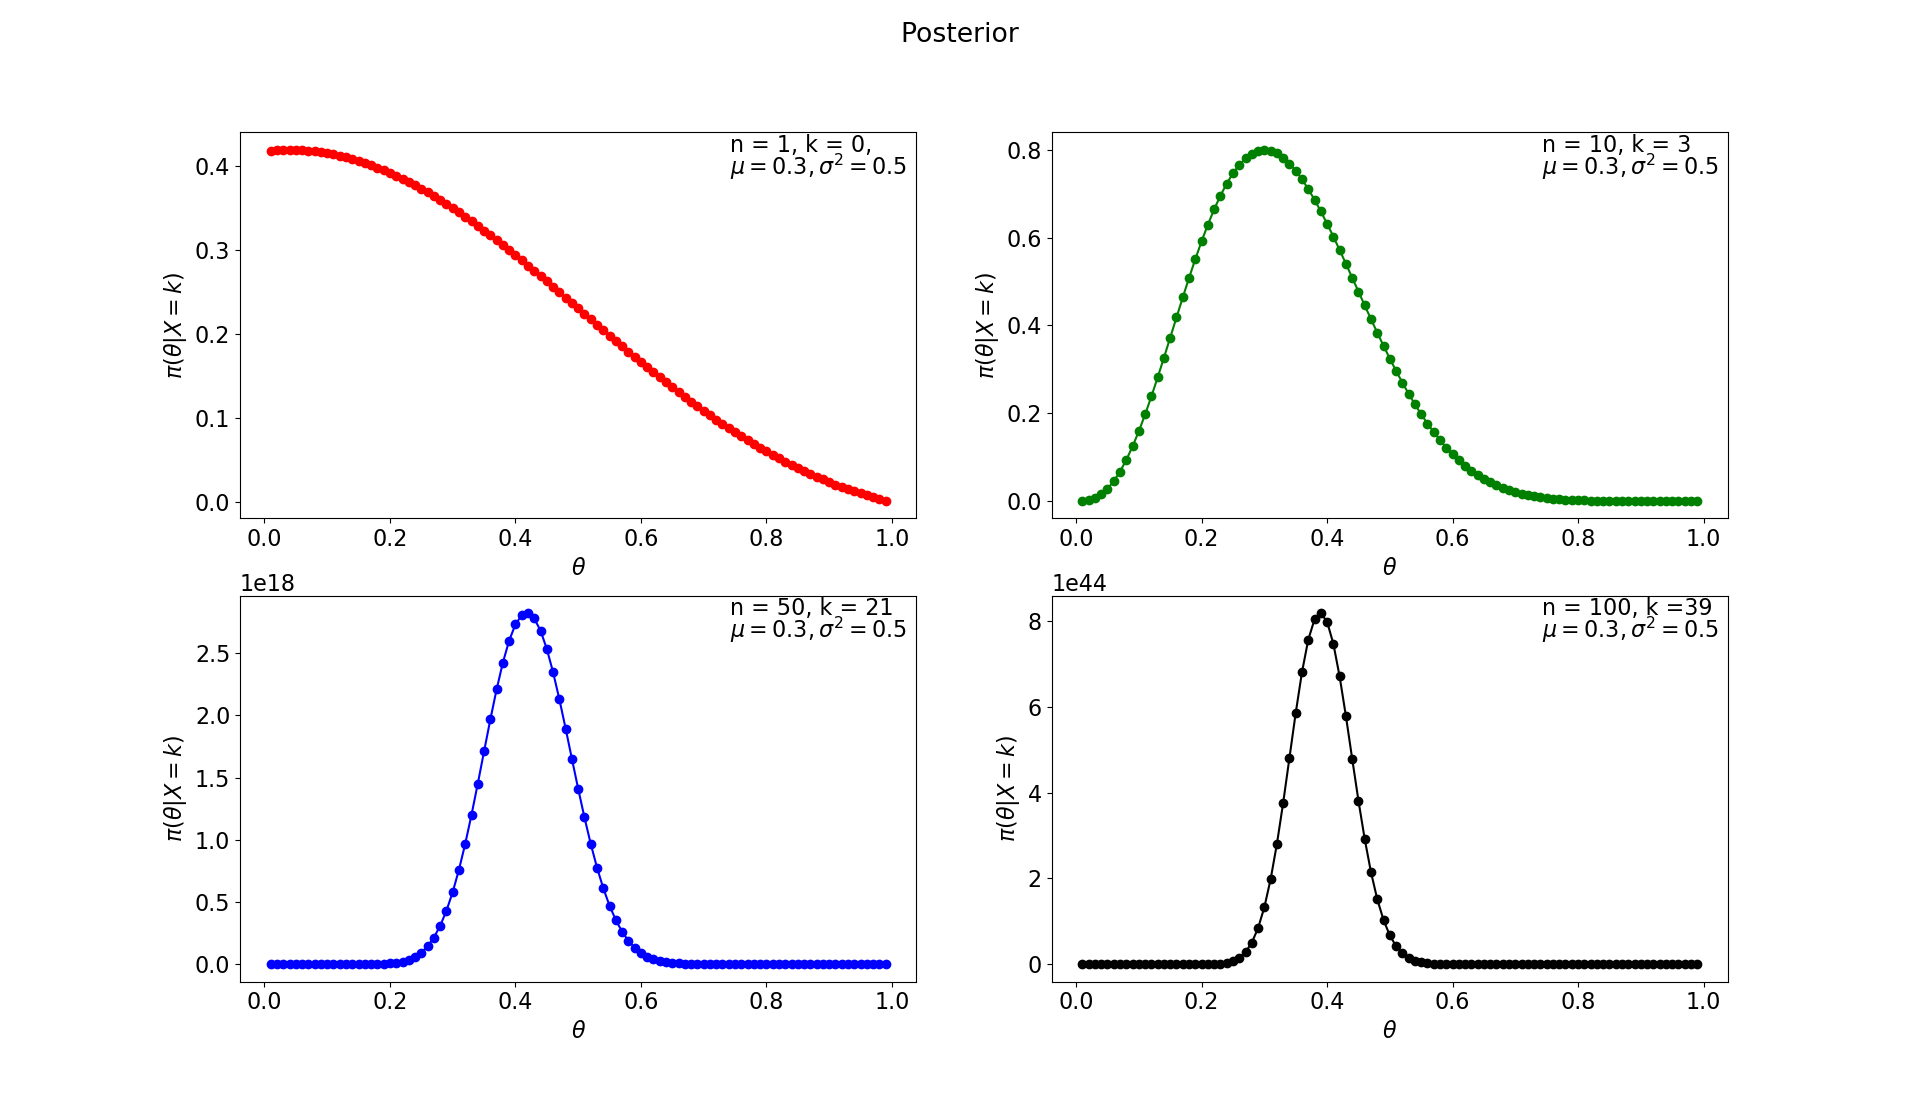 Posterior
n = 1, k = 0,
μ = 0.3, σ² = 0.5
π(θ|X = k)
0.4
0.3
0.2
0.1
0.0
0.0 0.2 0.4 0.6 0.8 1.0
θ
n = 10, k = 3
μ = 0.3, σ² = 0.5
π(θ|X = k)
0.8
0.6
0.4
0.2
0.0
0.0 0.2 0.4 0.6 0.8 1.0
θ
1e18
n = 50, k = 21
μ = 0.3, σ² = 0.5
π(θ|X = k)
2.5
2.0
1.5
1.0
0.5
0.0
0.0 0.2 0.4 0.6 0.8 1.0
θ
1e44
n = 100, k =39
μ = 0.3, σ² = 0.5
π(θ|X = k)
8
6
4
2
0
0.0 0.2 0.4 0.6 0.8 1.0
θ